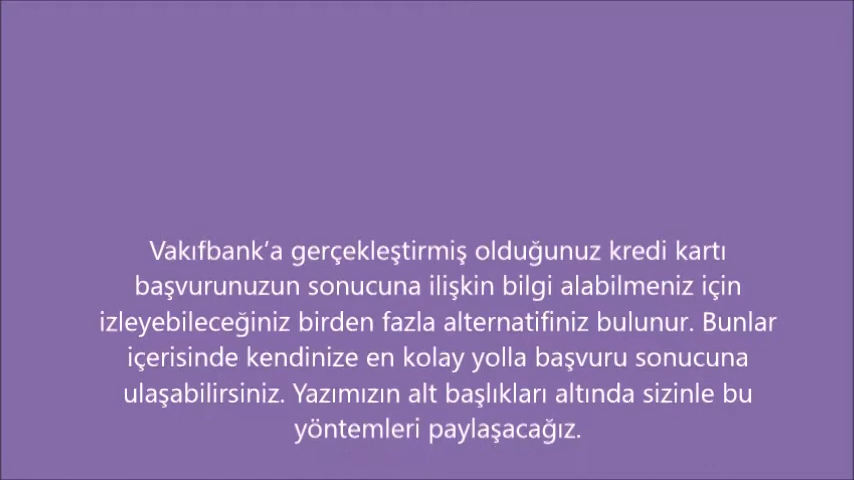 Vakıfbank’a gerçekleştirmiş olduğunuz kredi kartı
başvurunuzun sonucuna ilişkin bilgi alabilmeniz için
izleyebileceğiniz birden fazla alternatifiniz bulunur. Bunlar
içerisinde kendinize en kolay yolla başvuru sonucuna
ulaşabilirsiniz. Yazımızın alt başlıkları altında sizinle bu
yöntemleri paylaşacağız.